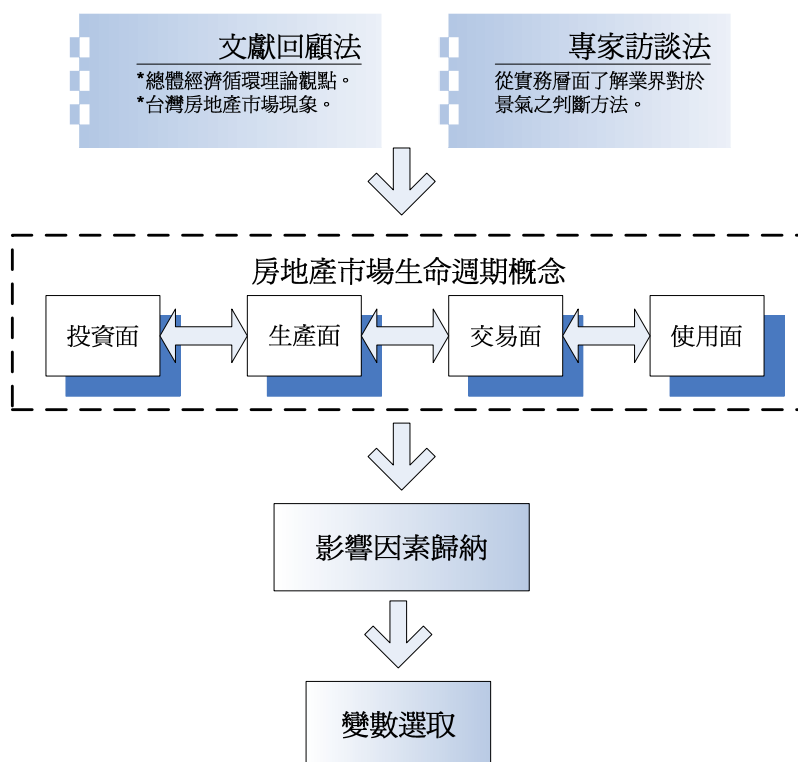 文獻回顧法
*總體經濟循環理論觀點。
*台灣房地產市場現象。
專家訪談法
從實務層面了解業界對於
景氣之判斷方法。
房地產市場生命週期概念
投資面
生產面
交易面
使用面
影響因素歸納
變數選取